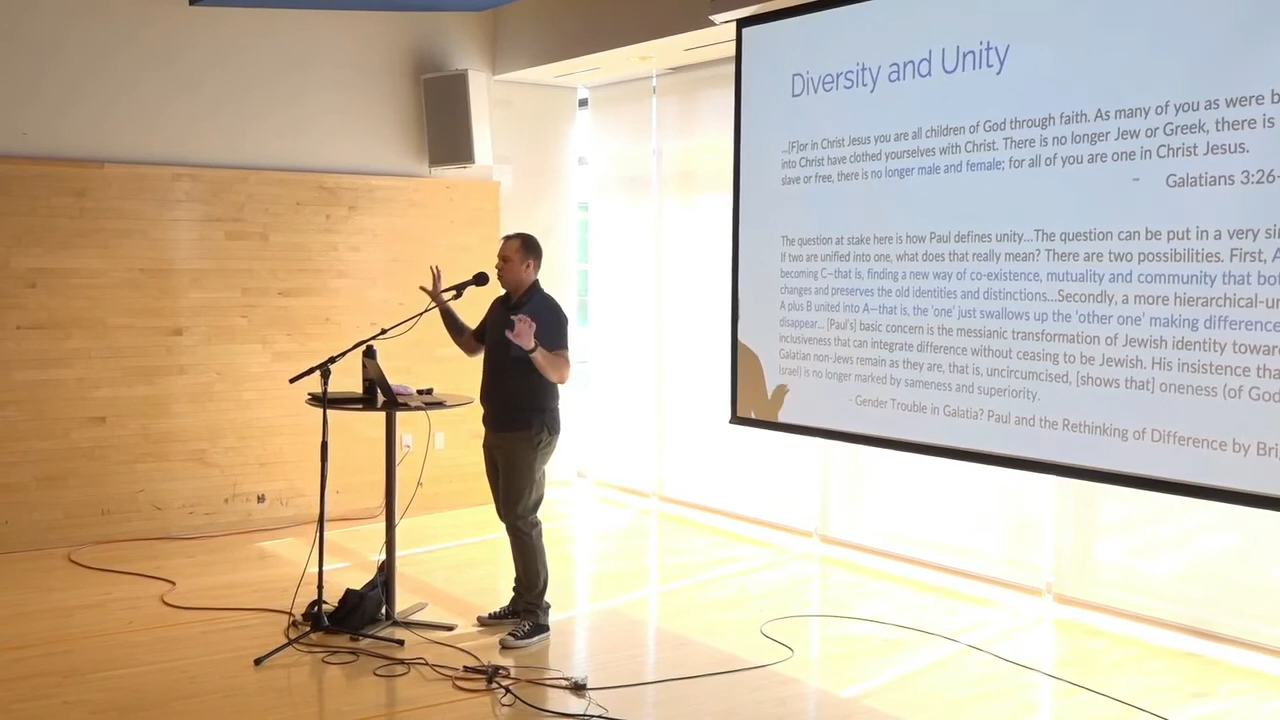 Diversity and Unity
...[F]or in Christ Jesus you are all children of God through faith. As many of you as were b
into Christ have clothed yourselves with Christ. There is no longer Jew or Greek, there is
slave or free, there is no longer male and female; for all of you are one in Christ Jesus.
- Galatians 3:26-
The question at stake here is how Paul defines unity...The question can be put in a very si
If two are unified into one, what does that really mean? There are two possibilities. First, A
becoming C—that is, finding a new way of co-existence, mutuality and community that bo
changes and preserves the old identities and distinctions...Secondly, a more hierarchical-u
A plus B united into A—that is, the 'one' just swallows up the 'other one' making difference
disappear... [Paul's] basic concern is the messianic transformation of Jewish identity towar
inclusiveness that can integrate difference without ceasing to be Jewish. His insistence tha
Galatian non-Jews remain as they are, that is, uncircumcised, [shows that] oneness (of God
Israel) is no longer marked by sameness and superiority.
- Gender Trouble in Galatia? Paul and the Rethinking of Difference by Bri